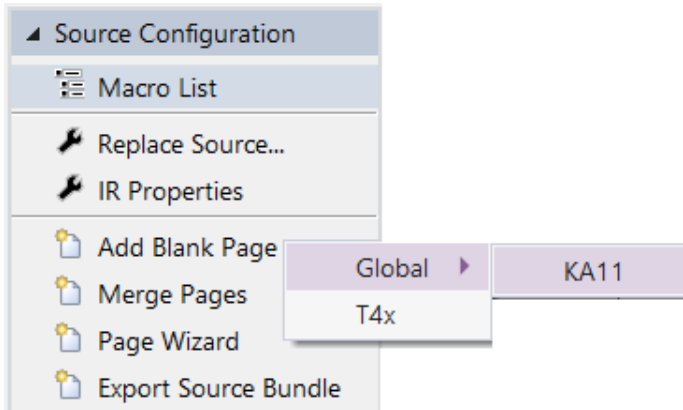 Source Configuration
Macro List
Replace Source...
IR Properties
Add Blank Page
Global
KA11
Merge Pages
T4x
Page Wizard
Export Source Bundle